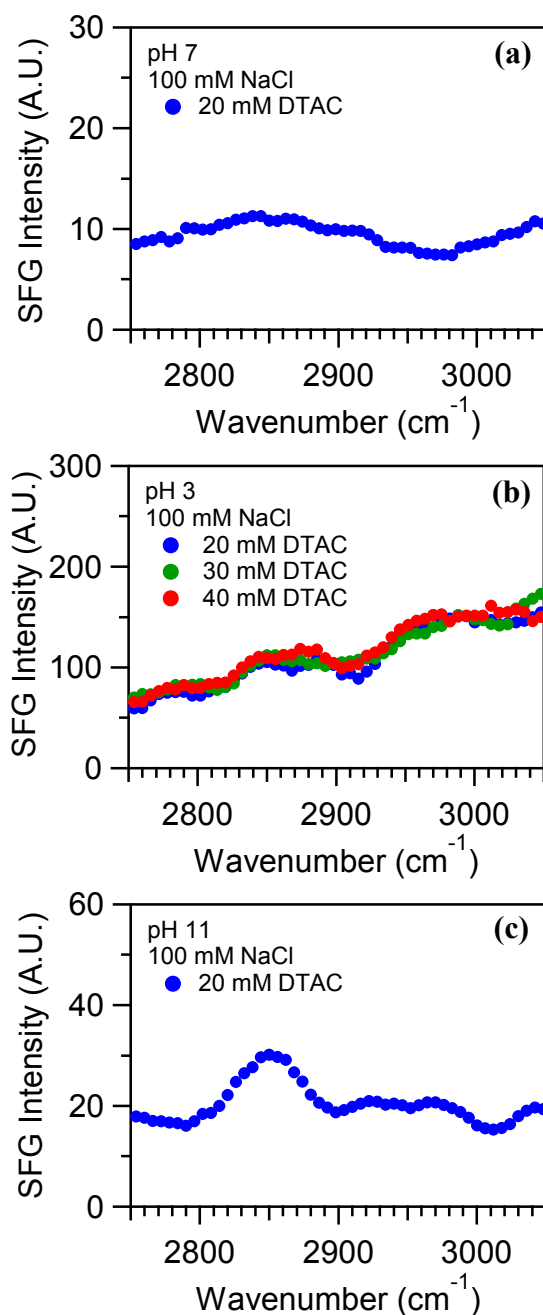 30
(a)
pH 7
100 mM NaCl
20 mM DTAC
20
10
0
SFG Intensity (A.U.)
2800 2900 3000
Wavenumber (cm⁻¹)
300
(b)
pH 3
100 mM NaCl
20 mM DTAC
30 mM DTAC
40 mM DTAC
200
100
0
SFG Intensity (A.U.)
2800 2900 3000
Wavenumber (cm⁻¹)
60
(c)
pH 11
100 mM NaCl
20 mM DTAC
40
20
0
SFG Intensity (A.U.)
2800 2900 3000
Wavenumber (cm⁻¹)